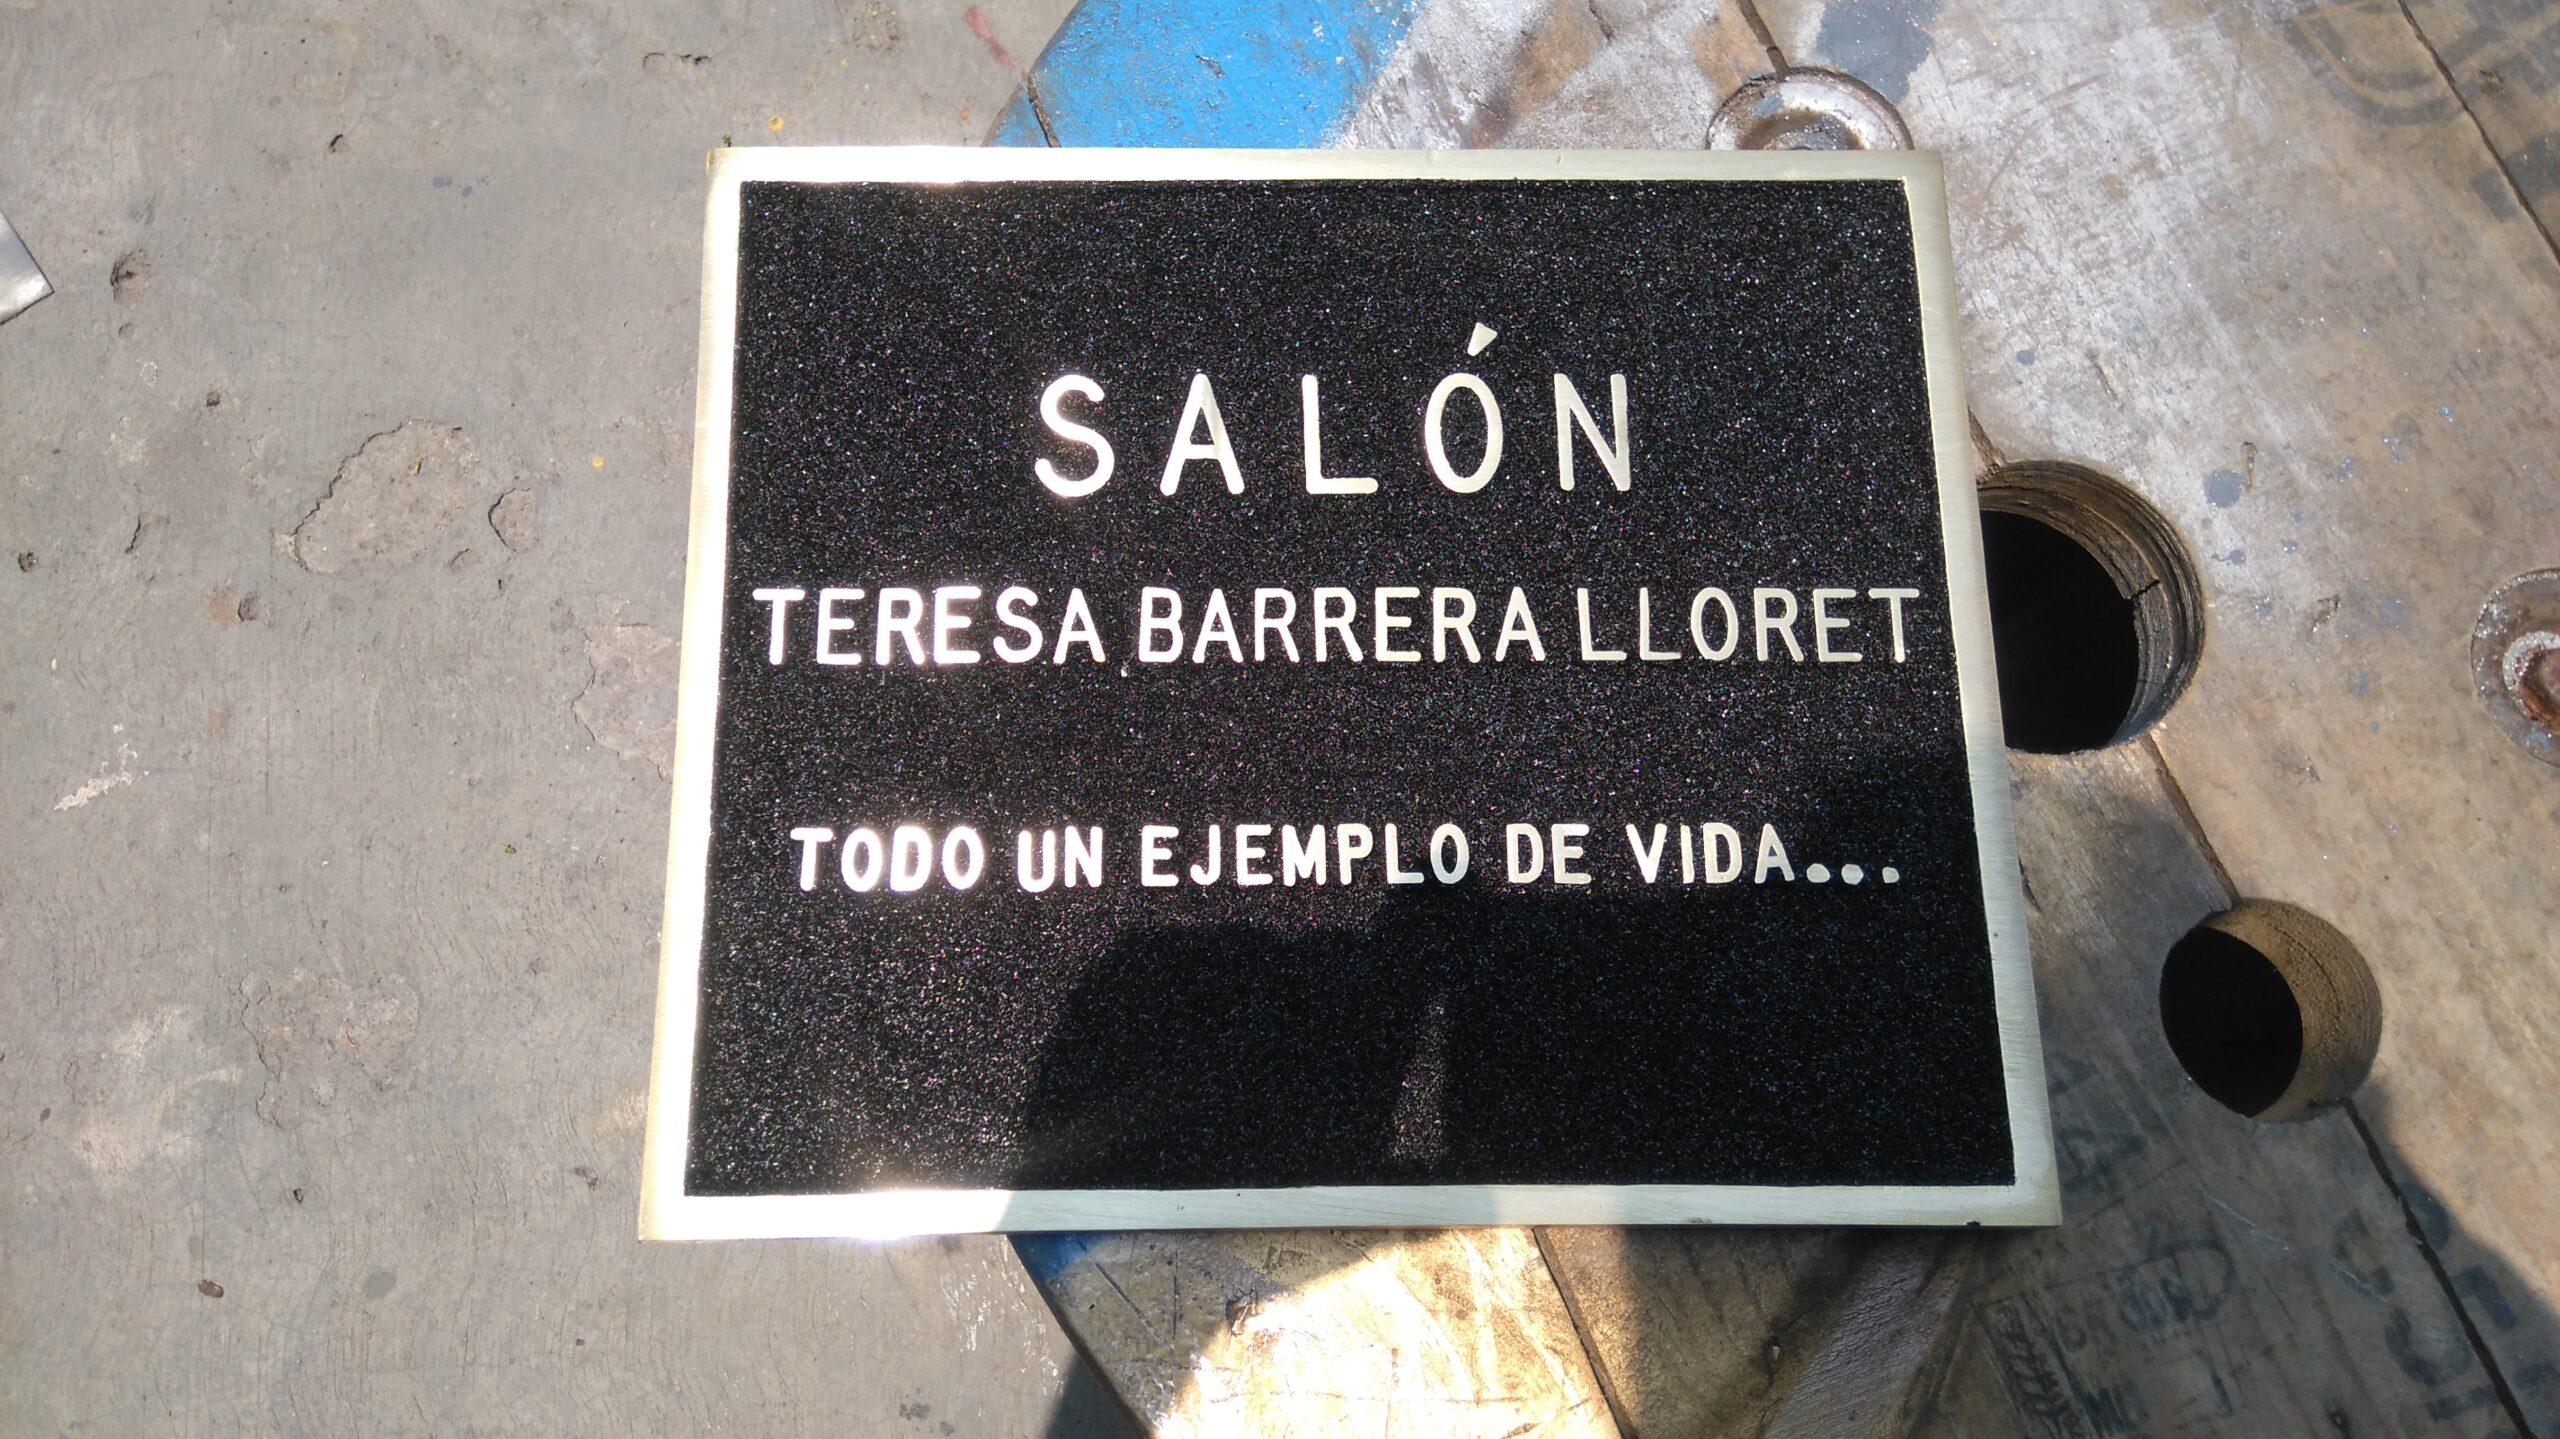 SALÓN
TERESA BARRERA LLORET
TODO UN EJEMPLO DE VIDA...